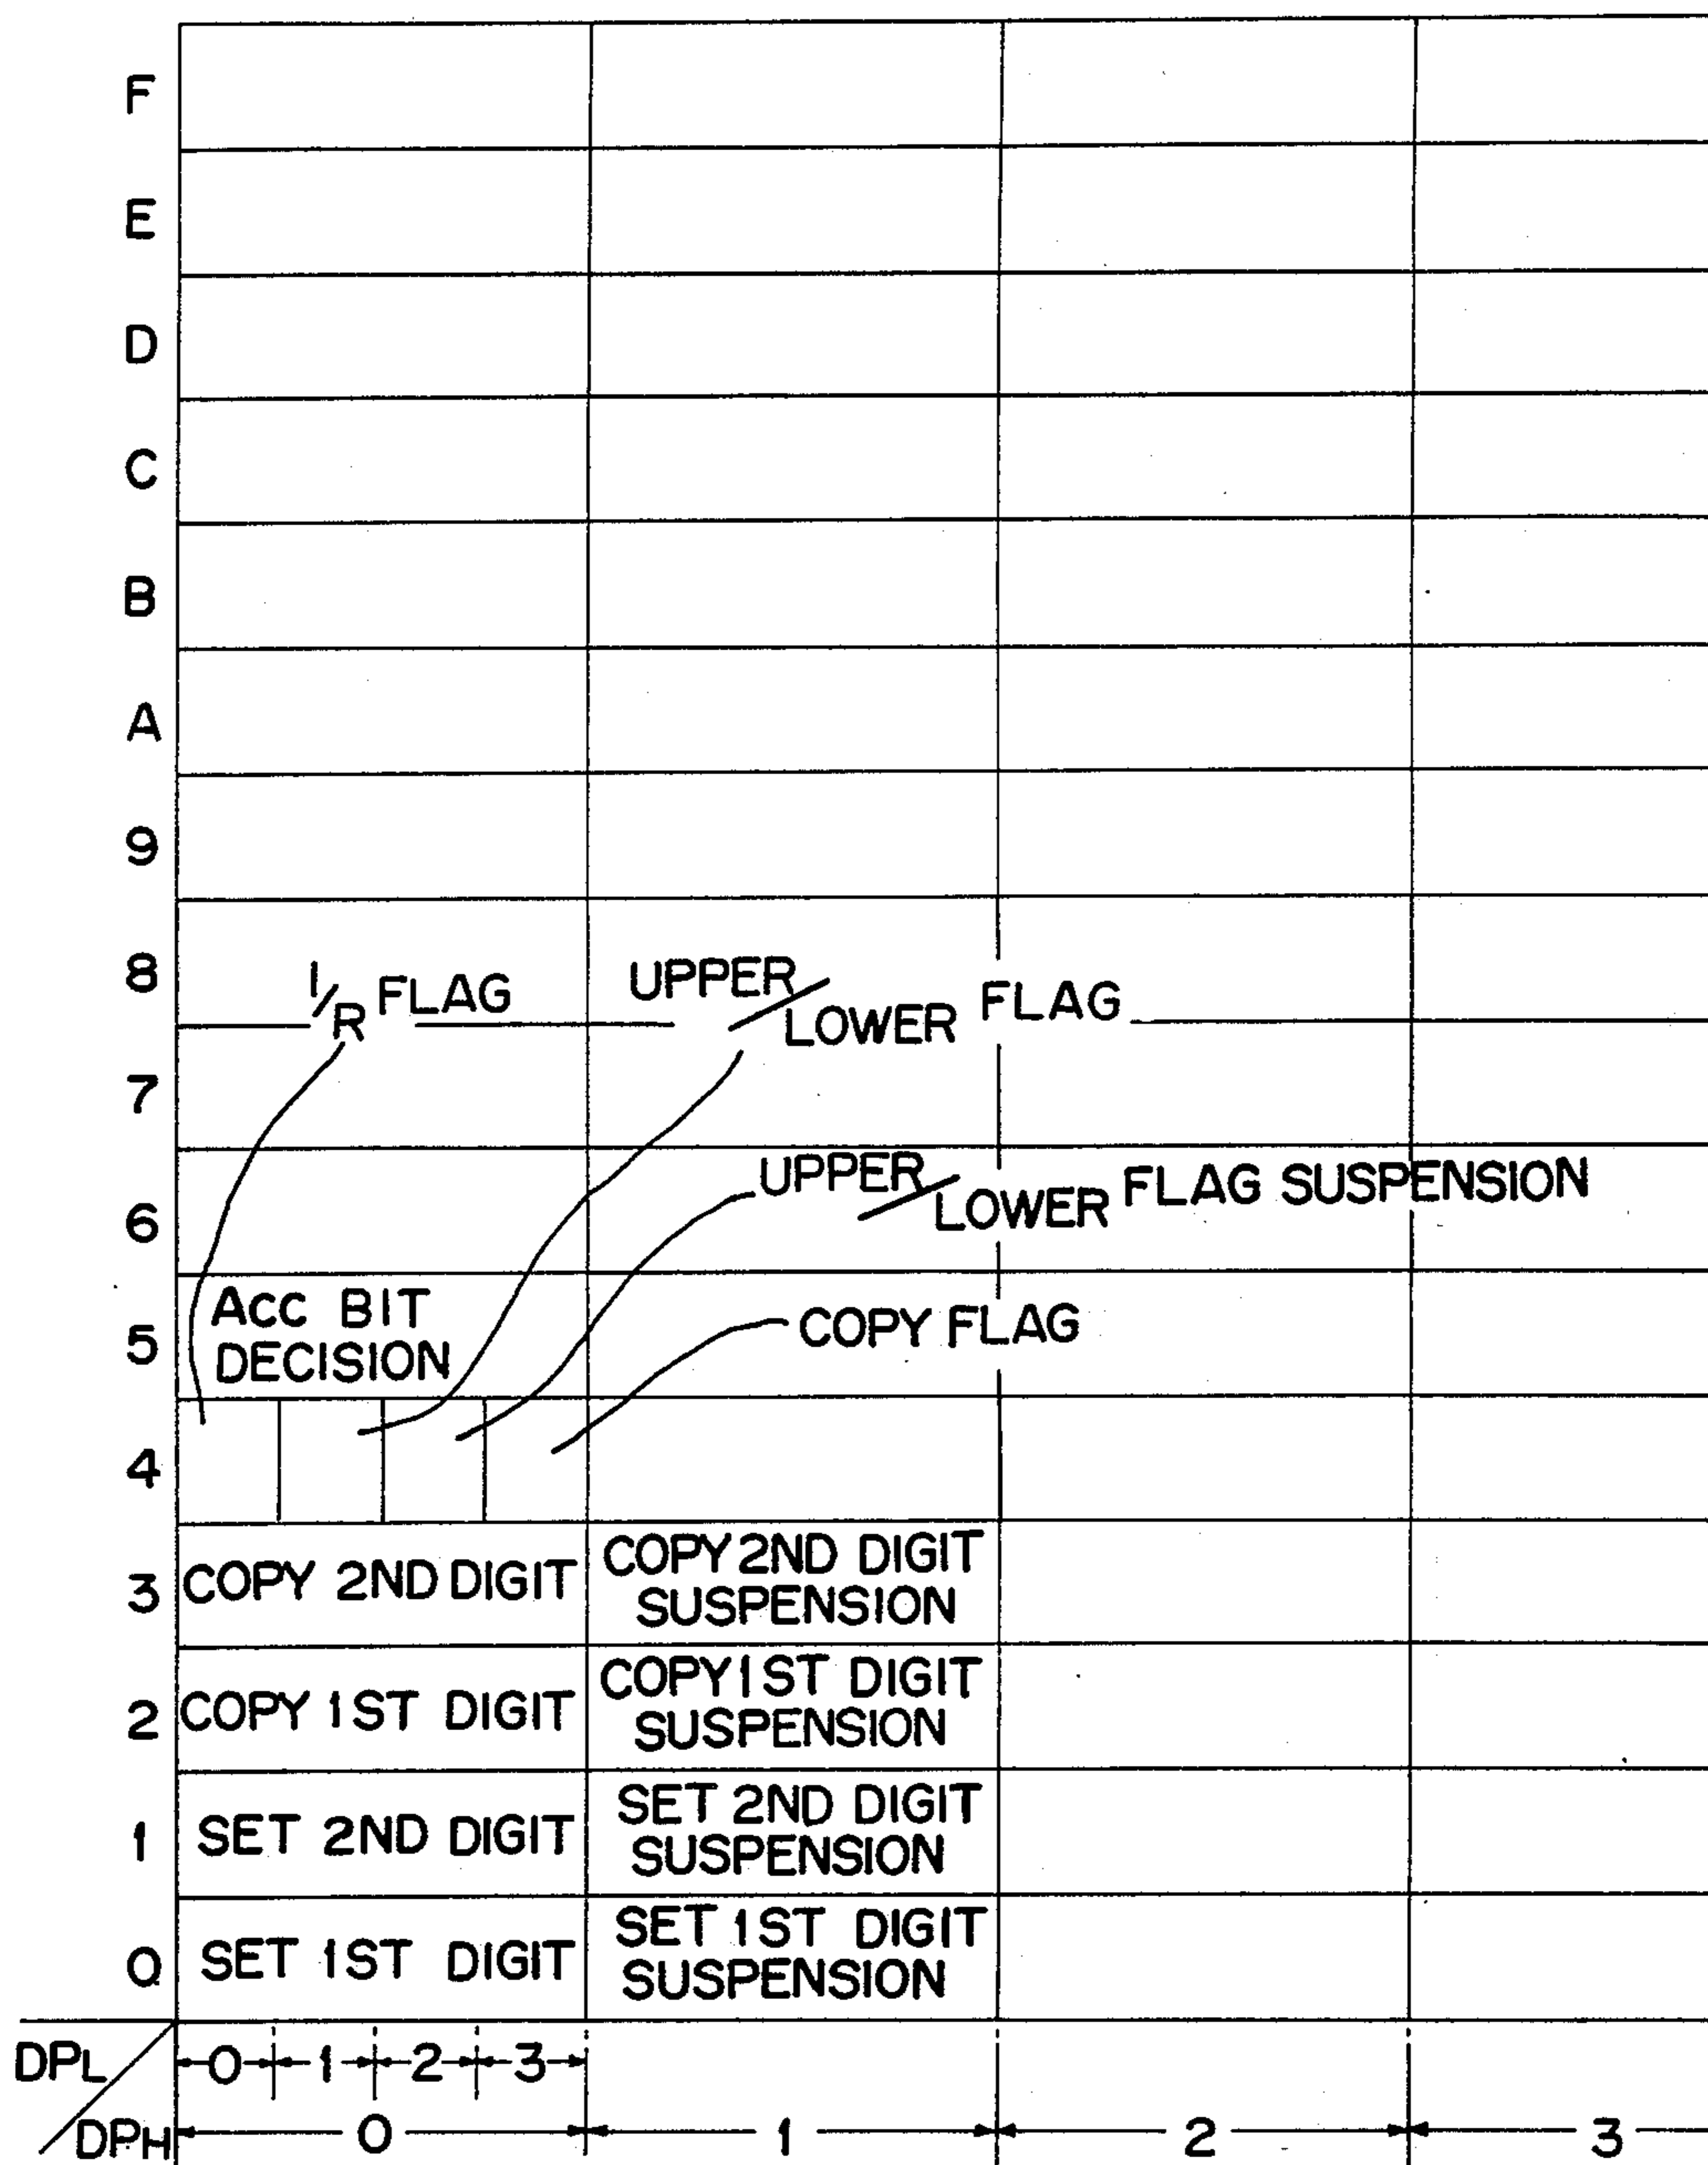 F
E
D
C
B
A
9
8
1/R FLAG
UPPER/LOWER FLAG
7
6
UPPER/LOWER FLAG SUSPENSION
5
ACC BIT
DECISION
COPY FLAG
4
3
COPY 2ND DIGIT
COPY 2ND DIGIT
SUSPENSION
2
COPY 1ST DIGIT
COPY 1ST DIGIT
SUSPENSION
1
SET 2ND DIGIT
SET 2ND DIGIT
SUSPENSION
0
SET 1ST DIGIT
SET 1ST DIGIT
SUSPENSION
DPL 0 1 2 3
DPH 0 1 2 3